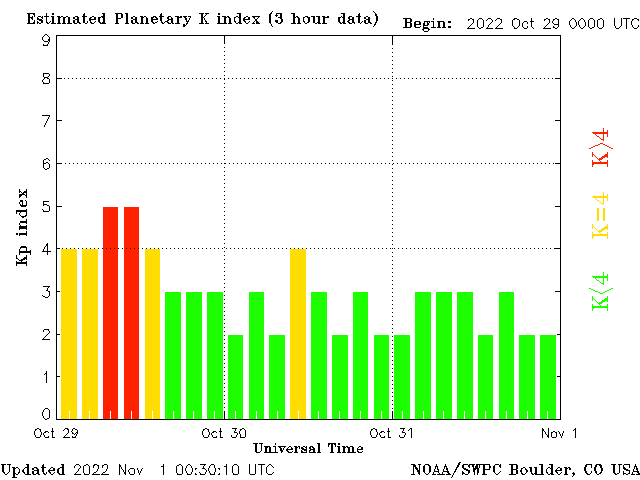 Estimated Planetary K index (3 hour data)
Begin: 2022 Oct 29 0000 UTC
9
8
7
6
5
4
3
2
1
0
Kp index
K>4
K=4
K<4
Oct 29 Oct 30 Oct 31 Nov 1
Universal Time
Updated 2022 Nov 1 00:30:10 UTC
NOAA/SWPC Boulder, CO USA